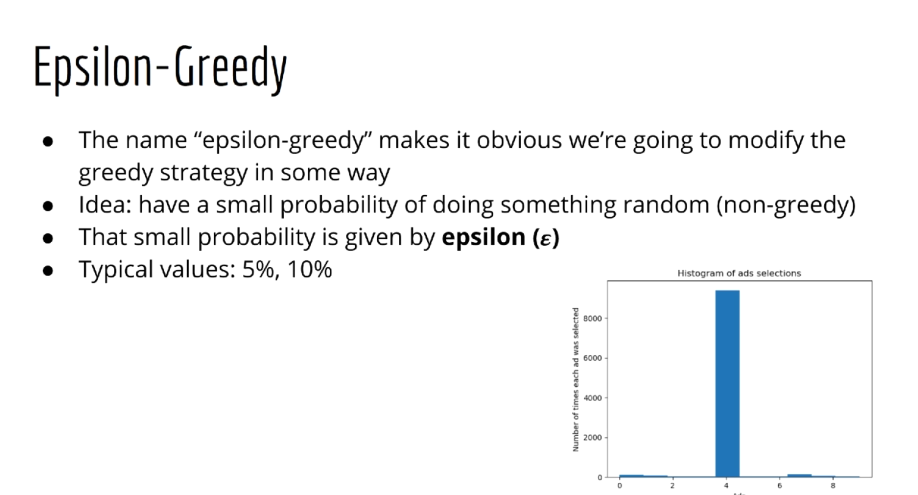 Epsilon-Greedy
● The name “epsilon-greedy” makes it obvious we’re going to modify the
greedy strategy in some way
● Idea: have a small probability of doing something random (non-greedy)
● That small probability is given by epsilon (ε)
● Typical values: 5%, 10%
Histogram of ads selections
Number of times each ad was selected
8000
6000
4000
2000
0
0 2 4 6 8